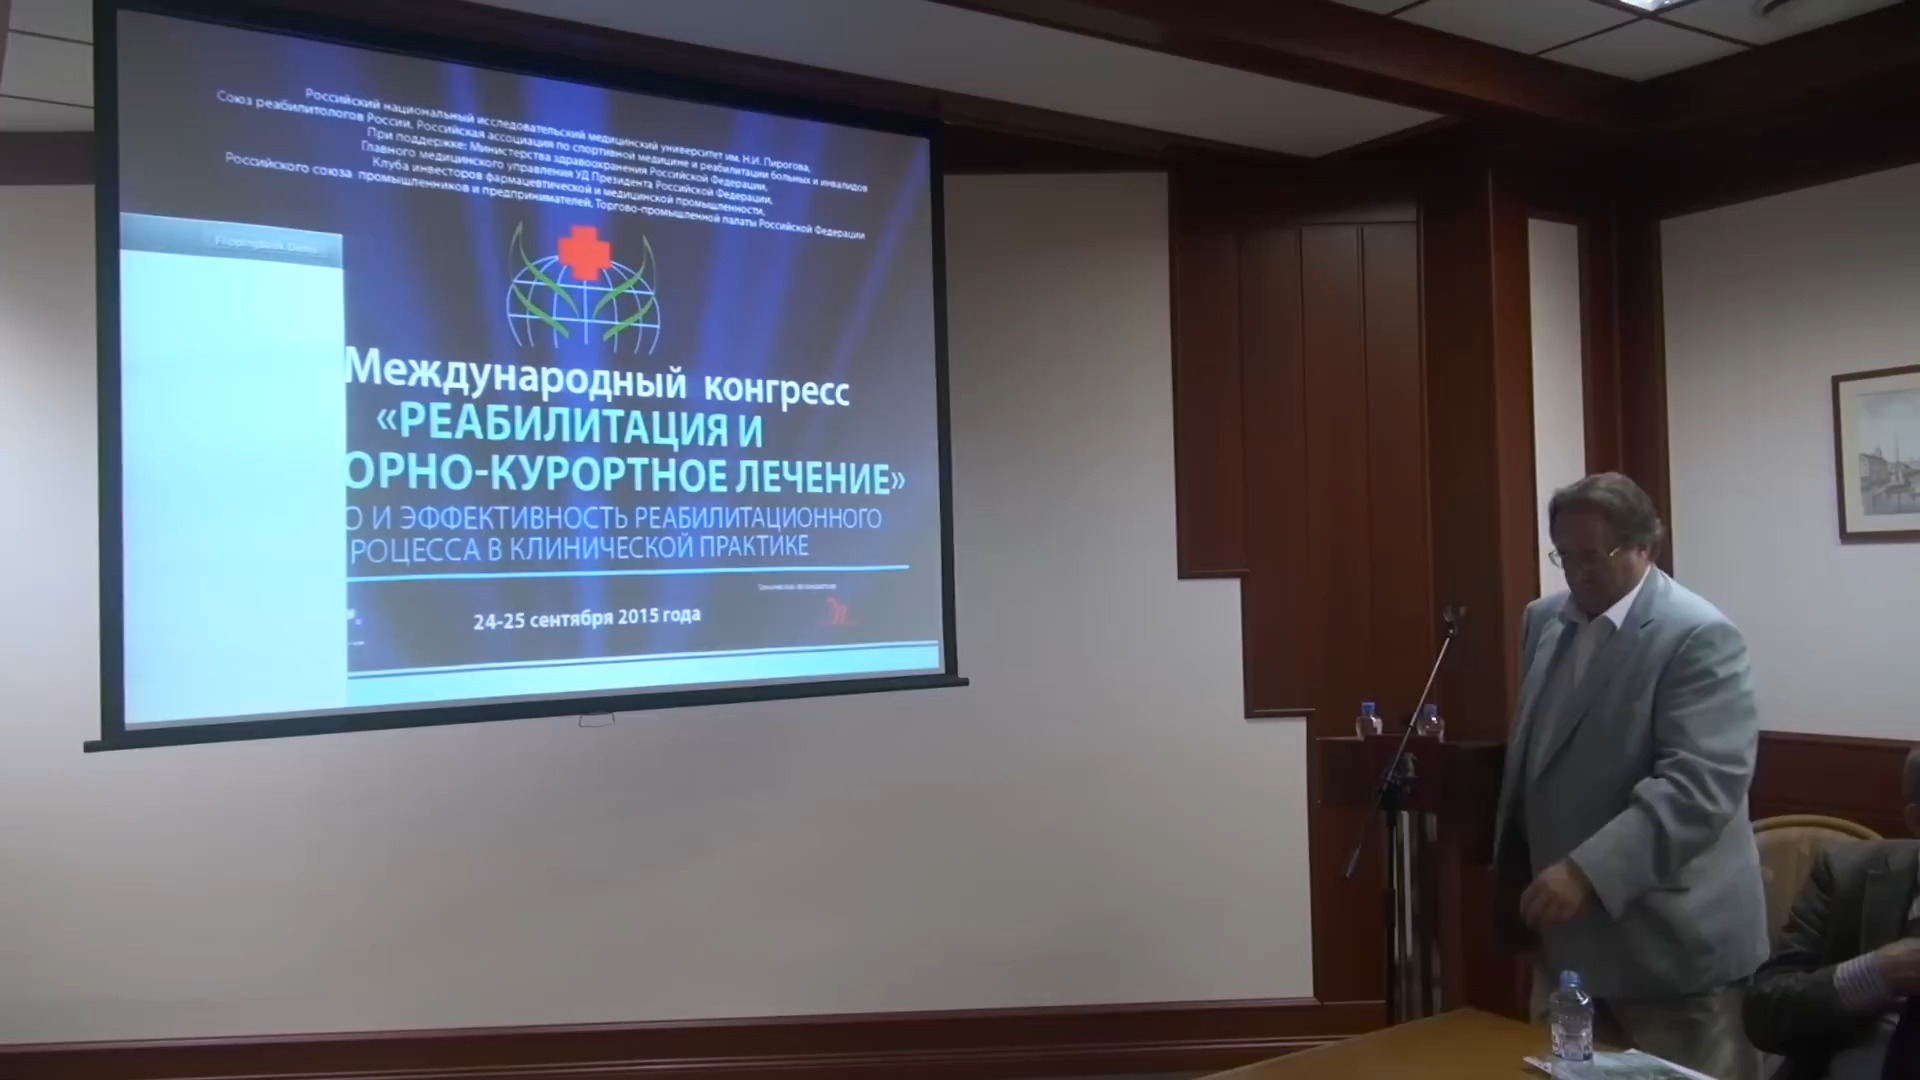 Российский национальный исследовательский медицинский университет им. Н.И. Пирогова,
Союз реабилитологов России, Российская ассоциация по спортивной медицине и реабилитации больных и инвалидов
При поддержке: Министерства здравоохранения Российской Федерации,
Главного медицинского управления УД Президента Российской Федерации,
Клуба инвесторов фармацевтической и медицинской промышленности,
Российского союза промышленников и предпринимателей, Торгово-промышленной палаты Российской Федерации
FlippingBook Demo
Международный конгресс
«РЕАБИЛИТАЦИЯ И
ОРНО-КУРОРТНОЕ ЛЕЧЕНИЕ»
О И ЭФФЕКТИВНОСТЬ РЕАБИЛИТАЦИОННОГО
РОЦЕССА В КЛИНИЧЕСКОЙ ПРАКТИКЕ
24-25 сентября 2015 года